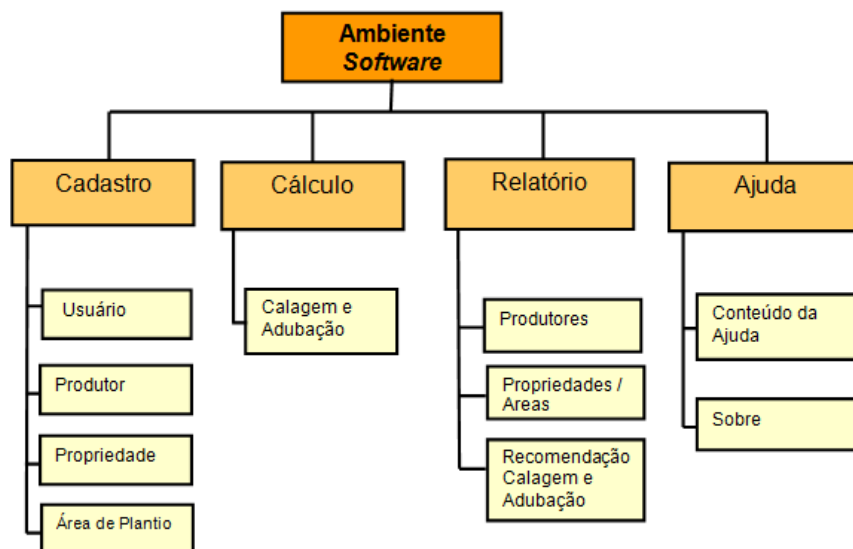 Ambiente
Software
Cadastro
Cálculo
Relatório
Ajuda
Usuário
Produtor
Propriedade
Área de Plantio
Calagem e
Adubação
Produtores
Propriedades /
Areas
Recomendação
Calagem e
Adubação
Conteúdo da
Ajuda
Sobre